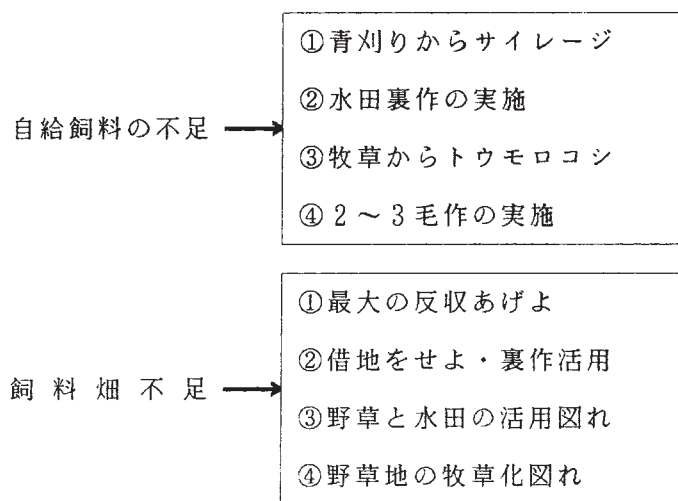 ①青刈りからサイレージ
②水田裏作の実施
自給飼料の不足
③牧草からトウモロコシ
④2～3毛作の実施
①最大の反収あげよ
②借地をせよ・裏作活用
飼料畑不足
③野草と水田の活用図れ
④野草地の牧草化図れ